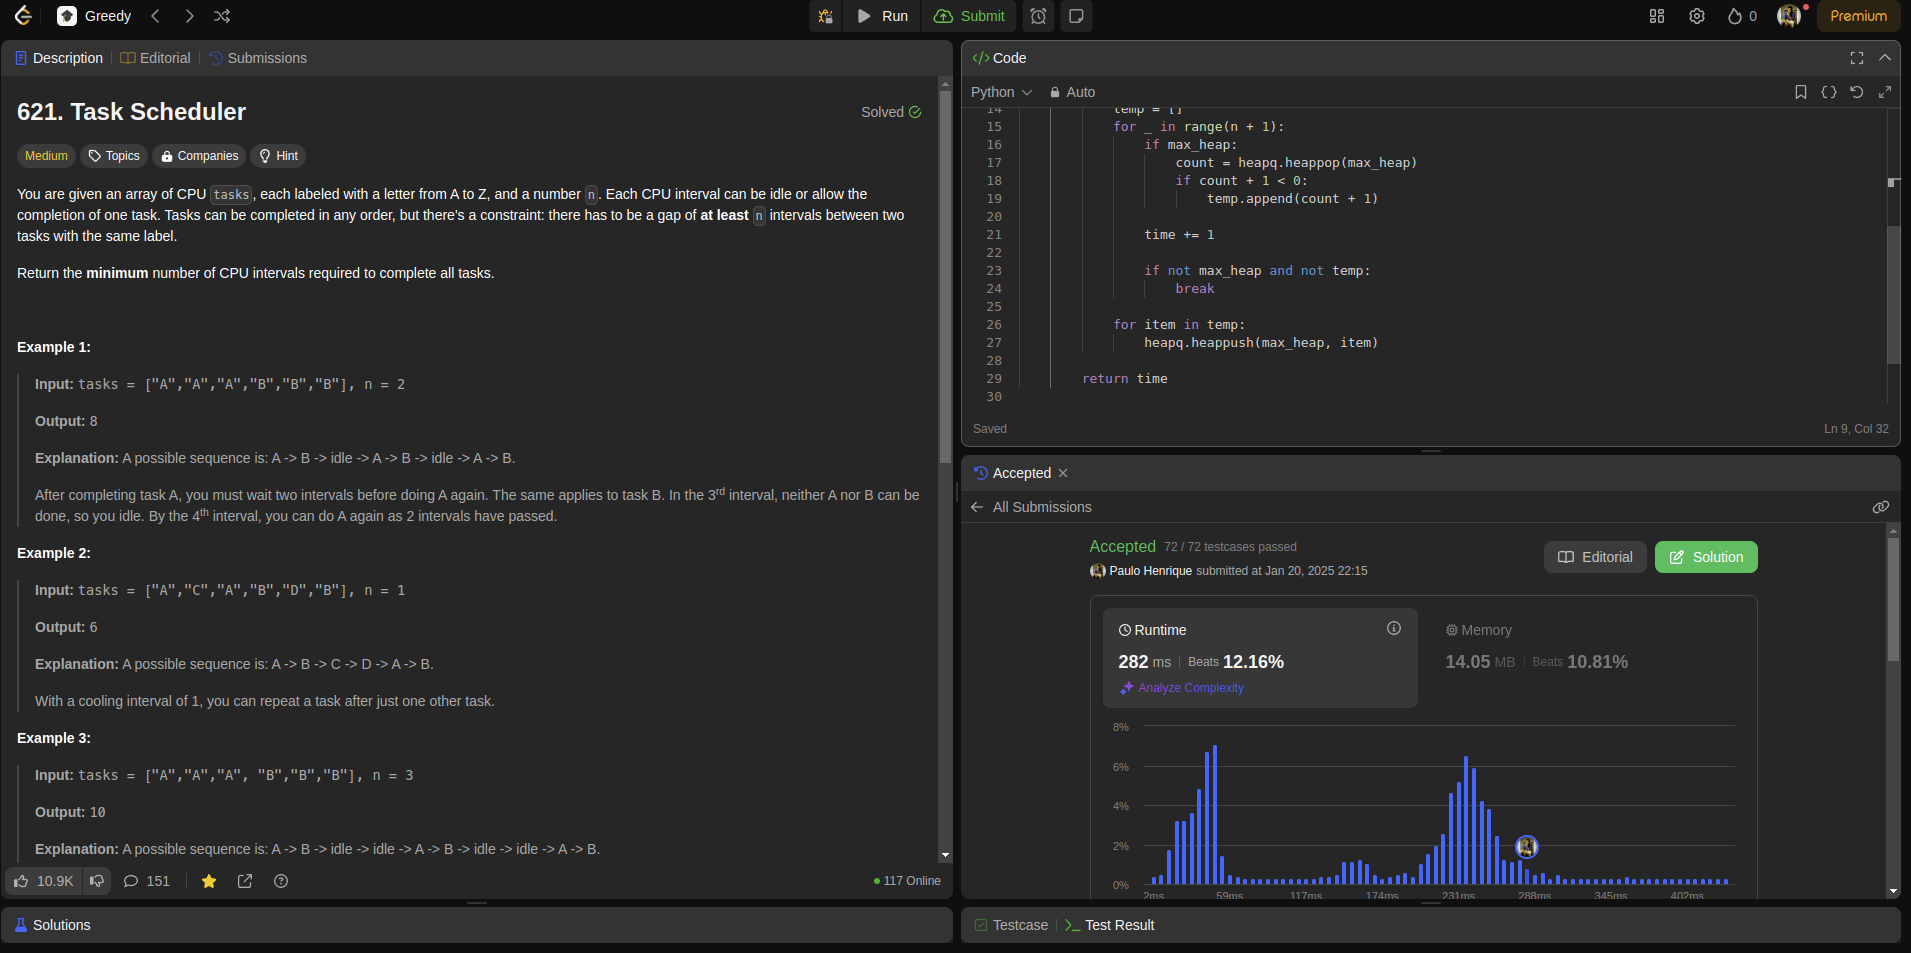 Greedy
Run
Submit
0
Premium
Description
Editorial
Submissions
621. Task Scheduler
Solved
Medium
Topics
Companies
Hint
You are given an array of CPU tasks, each labeled with a letter from A to Z, and a number n. Each CPU interval can be idle or allow the
completion of one task. Tasks can be completed in any order, but there's a constraint: there has to be a gap of at least n intervals between two
tasks with the same label.
Return the minimum number of CPU intervals required to complete all tasks.
Example 1:
Input: tasks = ["A","A","A","B","B","B"], n = 2
Output: 8
Explanation: A possible sequence is: A -> B -> idle -> A -> B -> idle -> A -> B.
After completing task A, you must wait two intervals before doing A again. The same applies to task B. In the 3rd interval, neither A nor B can be
done, so you idle. By the 4th interval, you can do A again as 2 intervals have passed.
Example 2:
Input: tasks = ["A","C","A","B","D","B"], n = 1
Output: 6
Explanation: A possible sequence is: A -> B -> C -> D -> A -> B.
With a cooling interval of 1, you can repeat a task after just one other task.
Example 3:
Input: tasks = ["A","A","A", "B","B","B"], n = 3
Output: 10
Explanation: A possible sequence is: A -> B -> idle -> idle -> A -> B -> idle -> idle -> A -> B.
10.9K
151
117 Online
Solutions
</> Code
Python
Auto
14 temp = []
15 for _ in range(n + 1):
16 if max_heap:
17 count = heapq.heappop(max_heap)
18 if count + 1 < 0:
19 temp.append(count + 1)
20
21 time += 1
22
23 if not max_heap and not temp:
24 break
25
26 for item in temp:
27 heapq.heappush(max_heap, item)
28
29 return time
30
Saved
Ln 9, Col 32
Accepted
All Submissions
Accepted 72 / 72 testcases passed
Paulo Henrique submitted at Jan 20, 2025 22:15
Editorial
Solution
Runtime
282 ms Beats 12.16%
Analyze Complexity
Memory
14.05 MB Beats 10.81%
8%
6%
4%
2%
0%
2ms 59ms 117ms 174ms 231ms 288ms 345ms 402ms
Testcase
Test Result